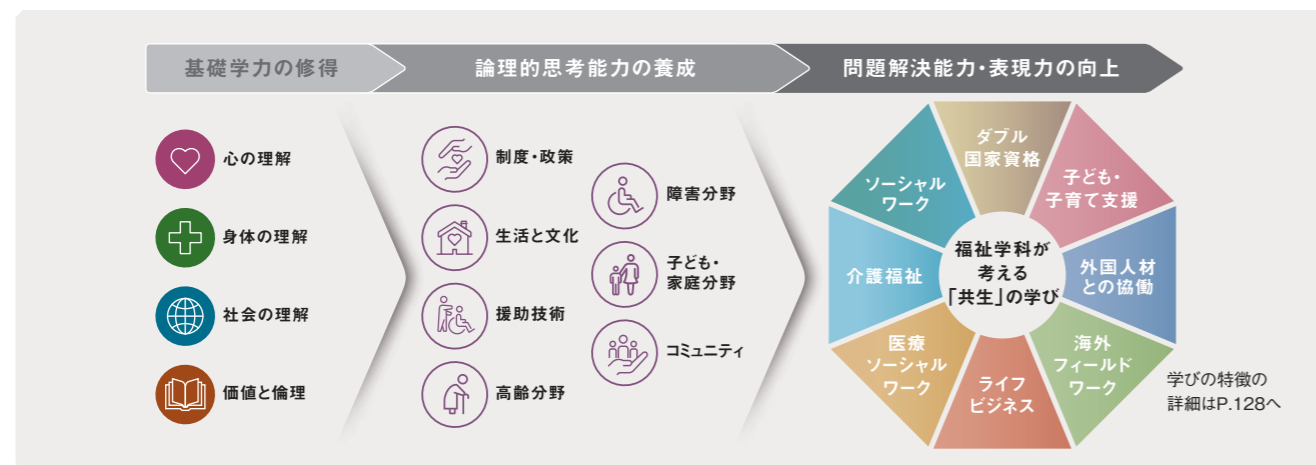 基礎学力の修得
論理的思考能力の養成
問題解決能力・表現力の向上
心の理解
身体の理解
社会の理解
価値と倫理
制度・政策
生活と文化
援助技術
高齢分野
障害分野
子ども・
家庭分野
コミュニティ
ダブル
国家資格
子ども・
子育て支援
外国人材
との協働
海外
フィールド
ワーク
ライフ
ビジネス
医療
ソーシャル
ワーク
介護福祉
ソーシャル
ワーク
福祉学科が
考える
「共生」の学び
学びの特徴の
詳細はP.128へ